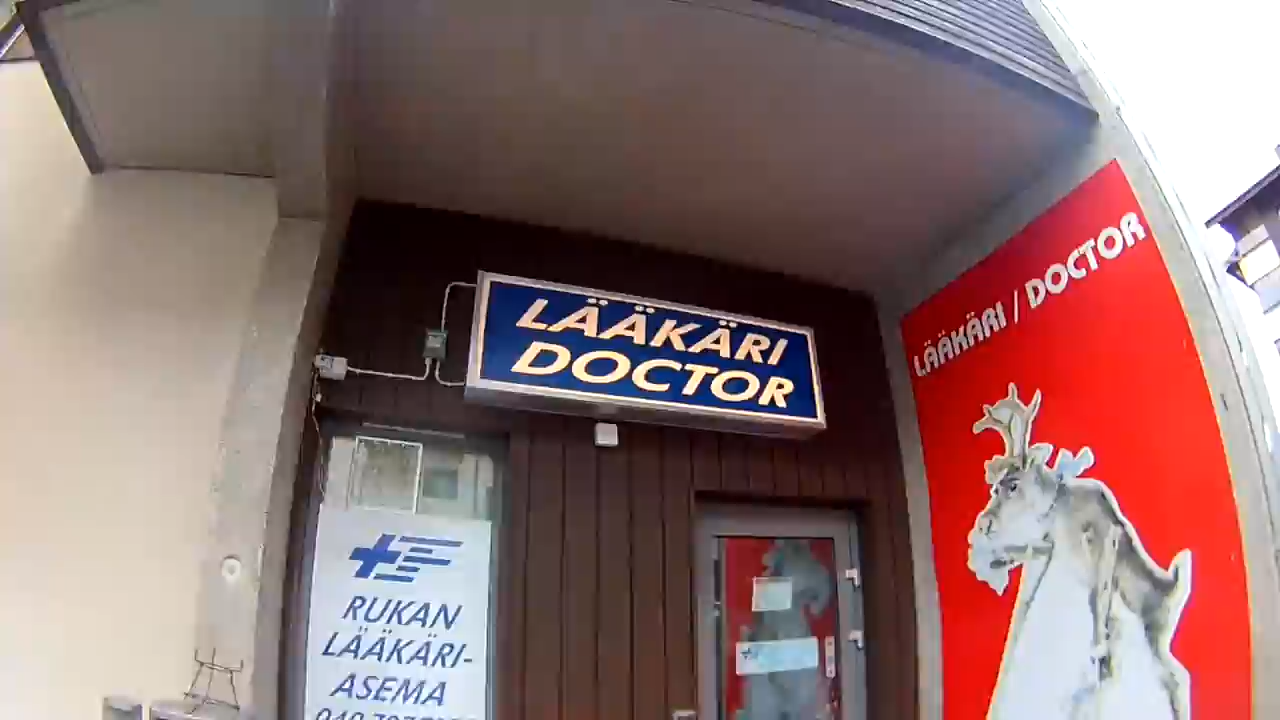 LÄÄKÄRI
DOCTOR
LÄÄKÄRI / DOCTOR
RUKAN
LÄÄKÄRI-
ASEMA